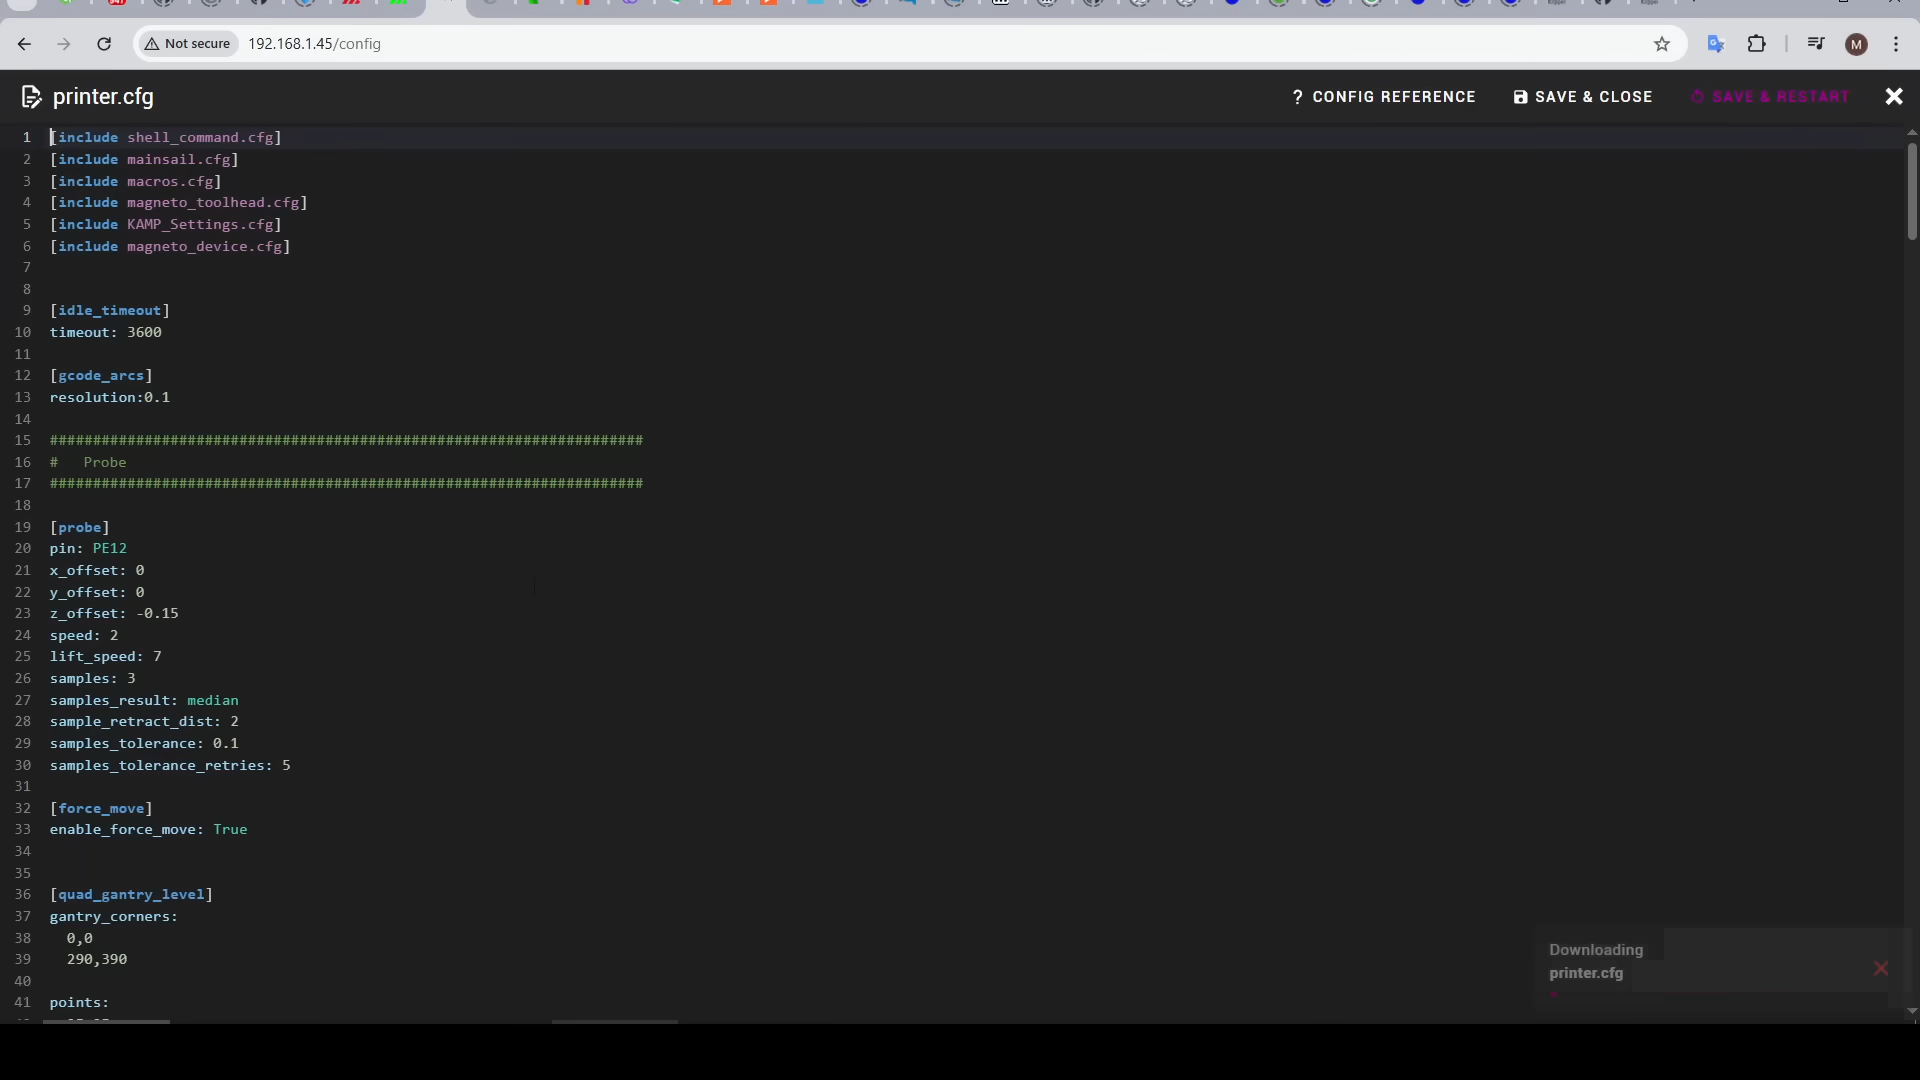 Not secure
192.168.1.45/config
M
printer.cfg
? CONFIG REFERENCE
SAVE & CLOSE
SAVE & RESTART
1 [include shell_command.cfg]
2 [include mainsail.cfg]
3 [include macros.cfg]
4 [include magneto_toolhead.cfg]
5 [include KAMP_Settings.cfg]
6 [include magneto_device.cfg]
7
8
9 [idle_timeout]
10 timeout: 3600
11
12 [gcode_arcs]
13 resolution:0.1
14
15 #####################################################################
16 #   Probe
17 #####################################################################
18
19 [probe]
20 pin: PE12
21 x_offset: 0
22 y_offset: 0
23 z_offset: -0.15
24 speed: 2
25 lift_speed: 7
26 samples: 3
27 samples_result: median
28 sample_retract_dist: 2
29 samples_tolerance: 0.1
30 samples_tolerance_retries: 5
31
32 [force_move]
33 enable_force_move: True
34
35
36 [quad_gantry_level]
37 gantry_corners:
38   0,0
39   290,390
40
41 points:
Downloading
printer.cfg